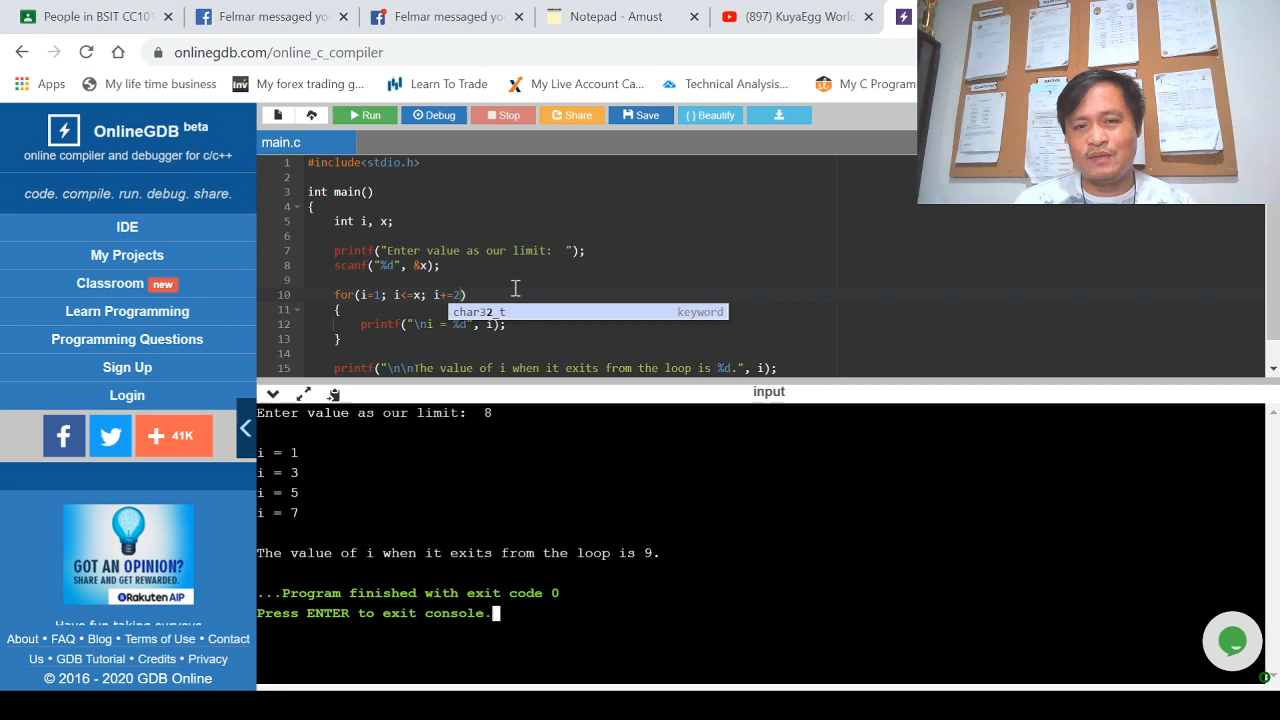 People in BSIT CC101
Felmar messaged yo
Felmar messaged you
Notepad - Amust
(897) KuyaEgg World
onlinegdb.com/online_c_compiler
Apps
My life time business
My forex trading g...
Learn To Trade
My Live Account Ca...
Technical Analysis...
My C Program
OnlineGDB beta
online compiler and debugger for c/c++
code. compile. run. debug. share.
IDE
My Projects
Classroom new
Learn Programming
Programming Questions
Sign Up
Login
41K
GOT AN OPINION?
SHARE AND GET REWARDED.
Rakuten AIP
Have fun taking surveys
About • FAQ • Blog • Terms of Use • Contact
Us • GDB Tutorial • Credits • Privacy
© 2016 - 2020 GDB Online
Run
Debug
Stop
Share
Save
{ } Beautify
main.c
1 #include<stdio.h>
2
3 int main()
4 {
5 int i, x;
6
7 printf("Enter value as our limit:  ");
8 scanf("%d", &x);
9
10 for(i=1; i<=x; i+=2)
char32_t keyword
11 {
12 printf("\ni = %d", i);
13 }
14
15 printf("\n\nThe value of i when it exits from the loop is %d.", i);
input
Enter value as our limit:  8
i = 1
i = 3
i = 5
i = 7
The value of i when it exits from the loop is 9.
...Program finished with exit code 0
Press ENTER to exit console.